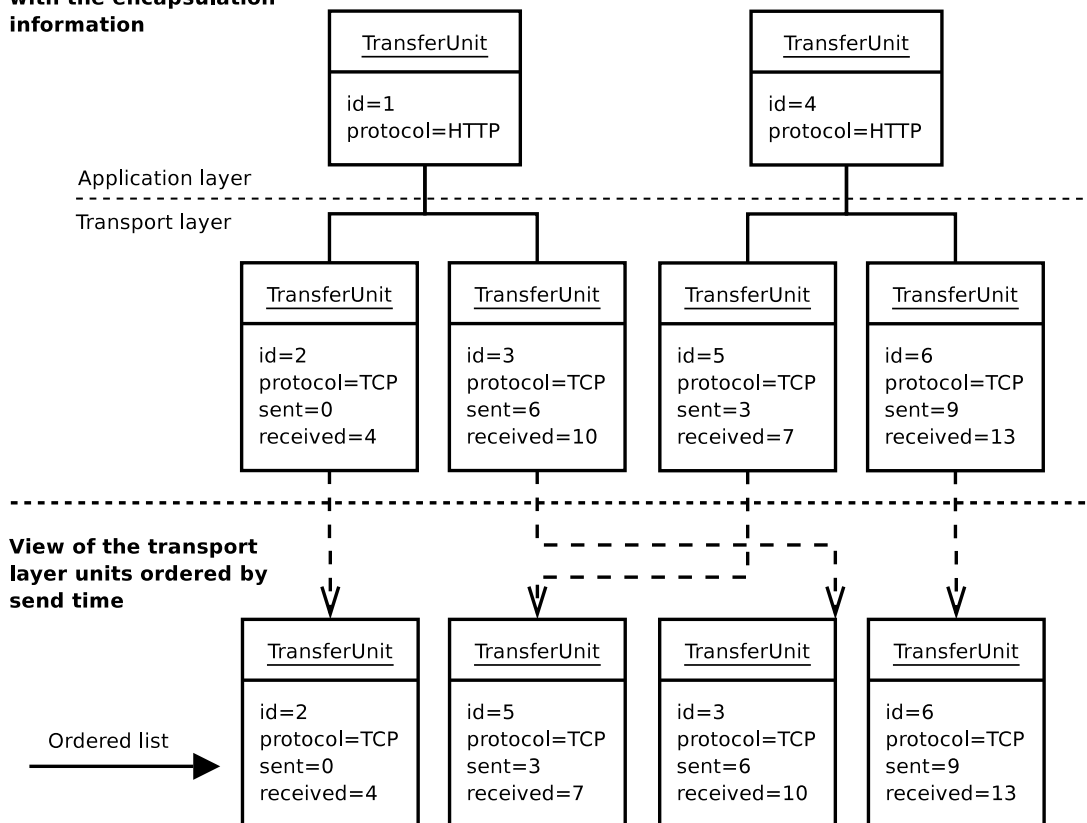 with the encapsulation
information
TransferUnit
id=1
protocol=HTTP
TransferUnit
id=4
protocol=HTTP
Application layer
Transport layer
TransferUnit
id=2
protocol=TCP
sent=0
received=4
TransferUnit
id=3
protocol=TCP
sent=6
received=10
TransferUnit
id=5
protocol=TCP
sent=3
received=7
TransferUnit
id=6
protocol=TCP
sent=9
received=13
View of the transport
layer units ordered by
send time
Ordered list
TransferUnit
id=2
protocol=TCP
sent=0
received=4
TransferUnit
id=5
protocol=TCP
sent=3
received=7
TransferUnit
id=3
protocol=TCP
sent=6
received=10
TransferUnit
id=6
protocol=TCP
sent=9
received=13